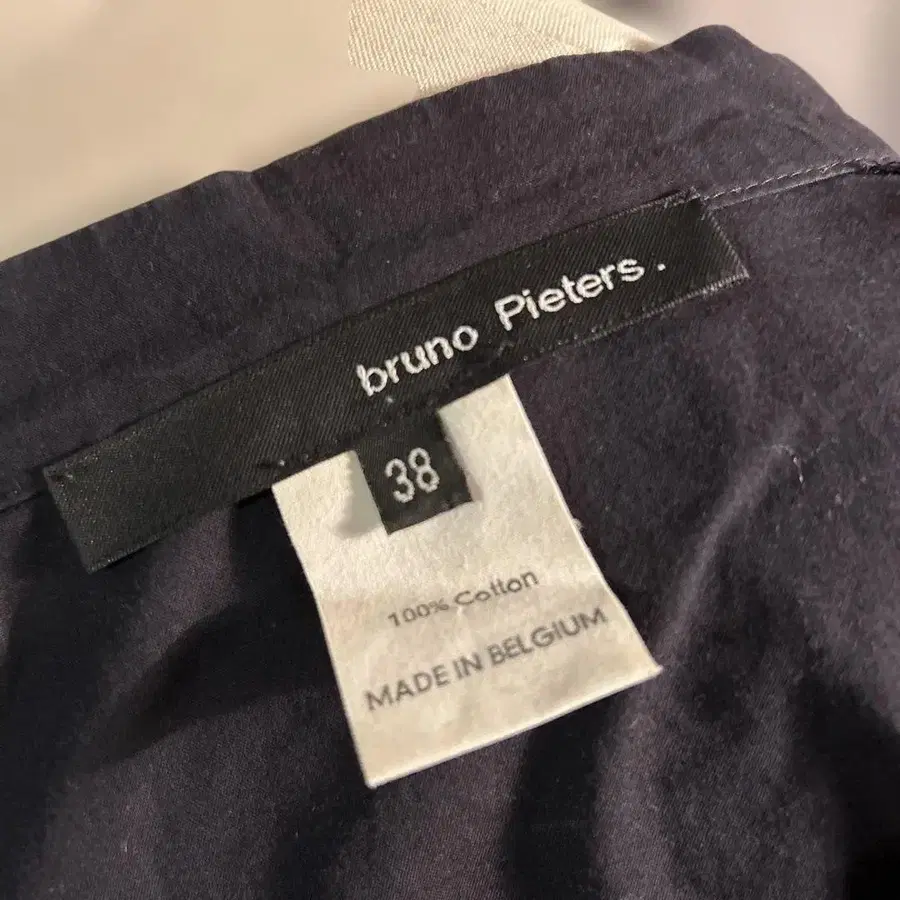 bruno Pieters.
38
100% Cotton
MADE IN BELGIUM